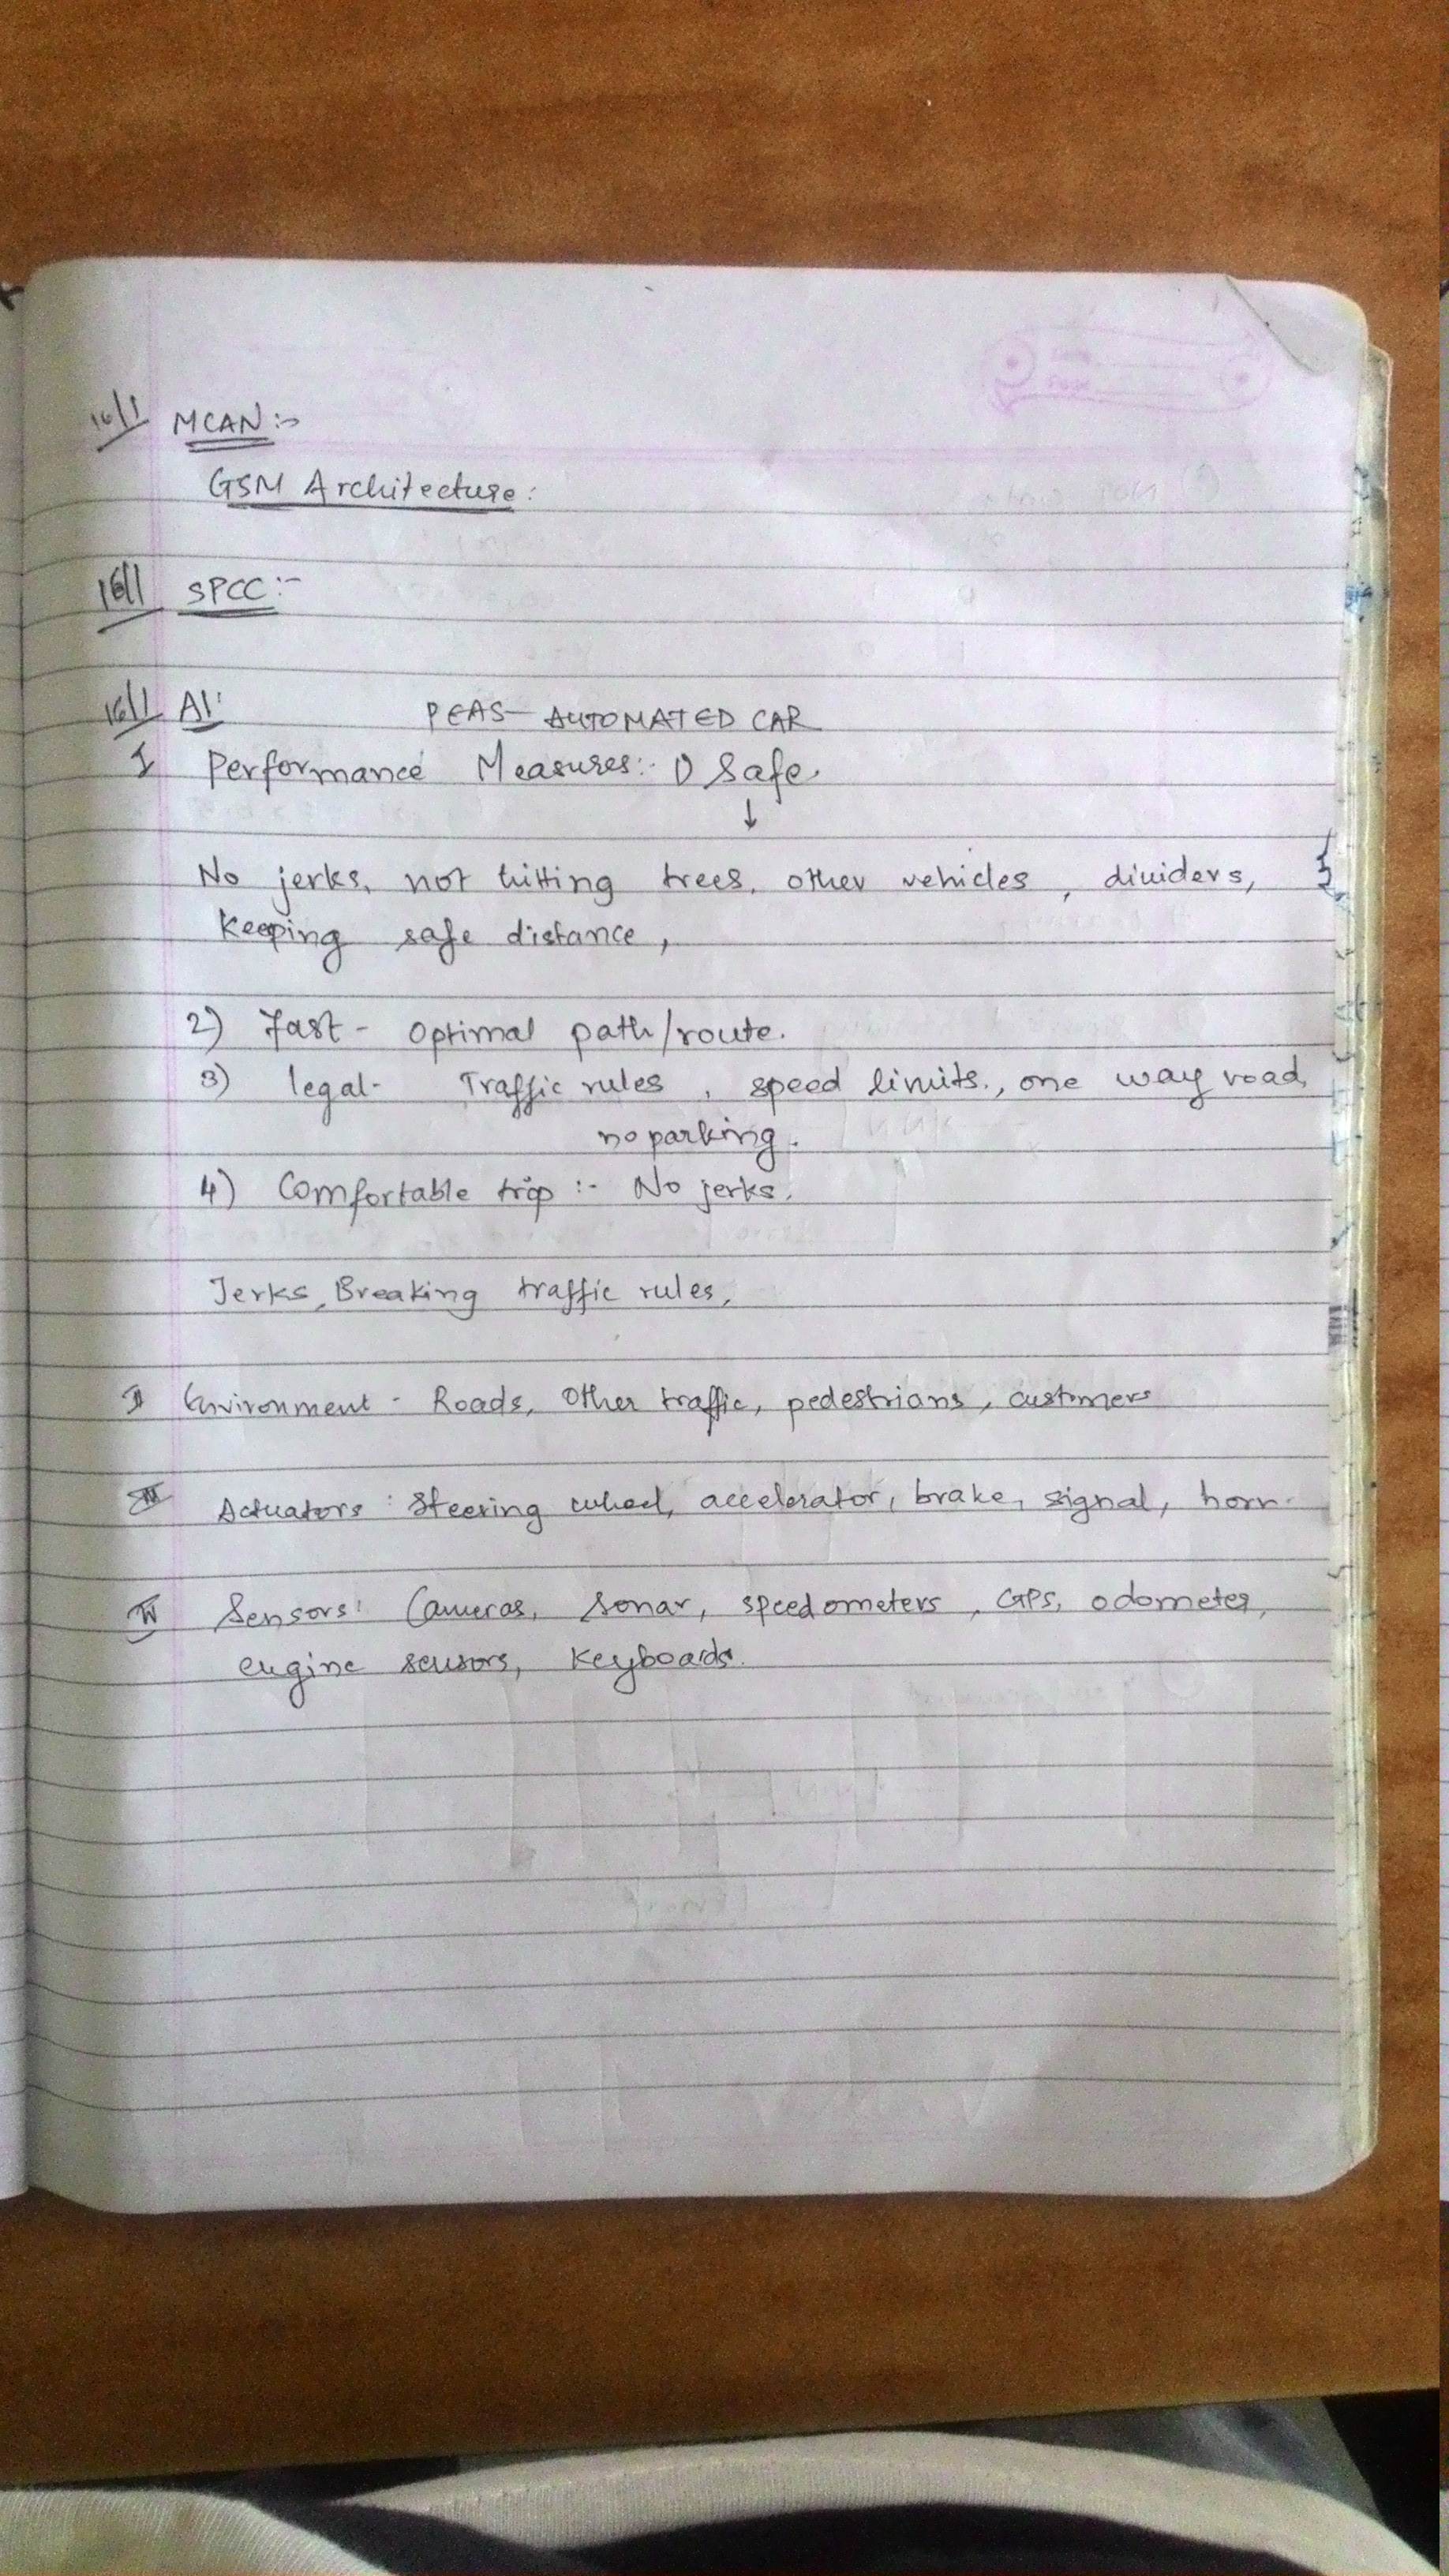 16/1 MCAN:-
GSM Architecture:
16/1 SPCC:-
16/1 AI:
PEAS- AUTOMATED CAR
I Performance Measures:- 1) Safe.
↓
No jerks, not hitting trees, other vehicles, dividers,
Keeping safe distance,
2) Fast - Optimal path/route.
3) legal- Traffic rules, speed limits., one way road,
no parking.
4) Comfortable trip :- No jerks.
Jerks, Breaking traffic rules,
II Environment - Roads, Other traffic, pedestrians, customers
III Actuators: Steering wheel, accelerator, brake, signal, horn.
IV Sensors: Cameras, Sonar, speedometers, GPS, odometer,
engine sensors, Keyboards.